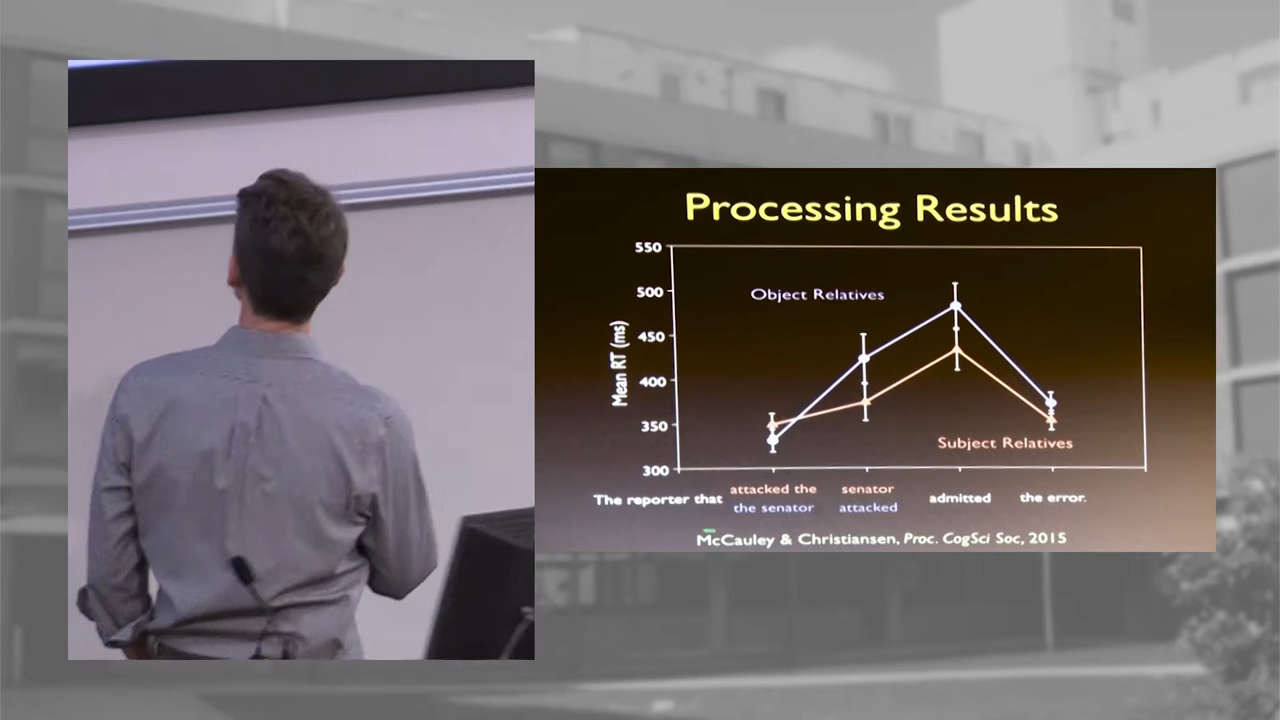 Processing Results
550
500
450
400
350
300
Mean RT (ms)
Object Relatives
Subject Relatives
The reporter that attacked the senator admitted the error.
the senator attacked
McCauley & Christiansen, Proc. CogSci Soc, 2015